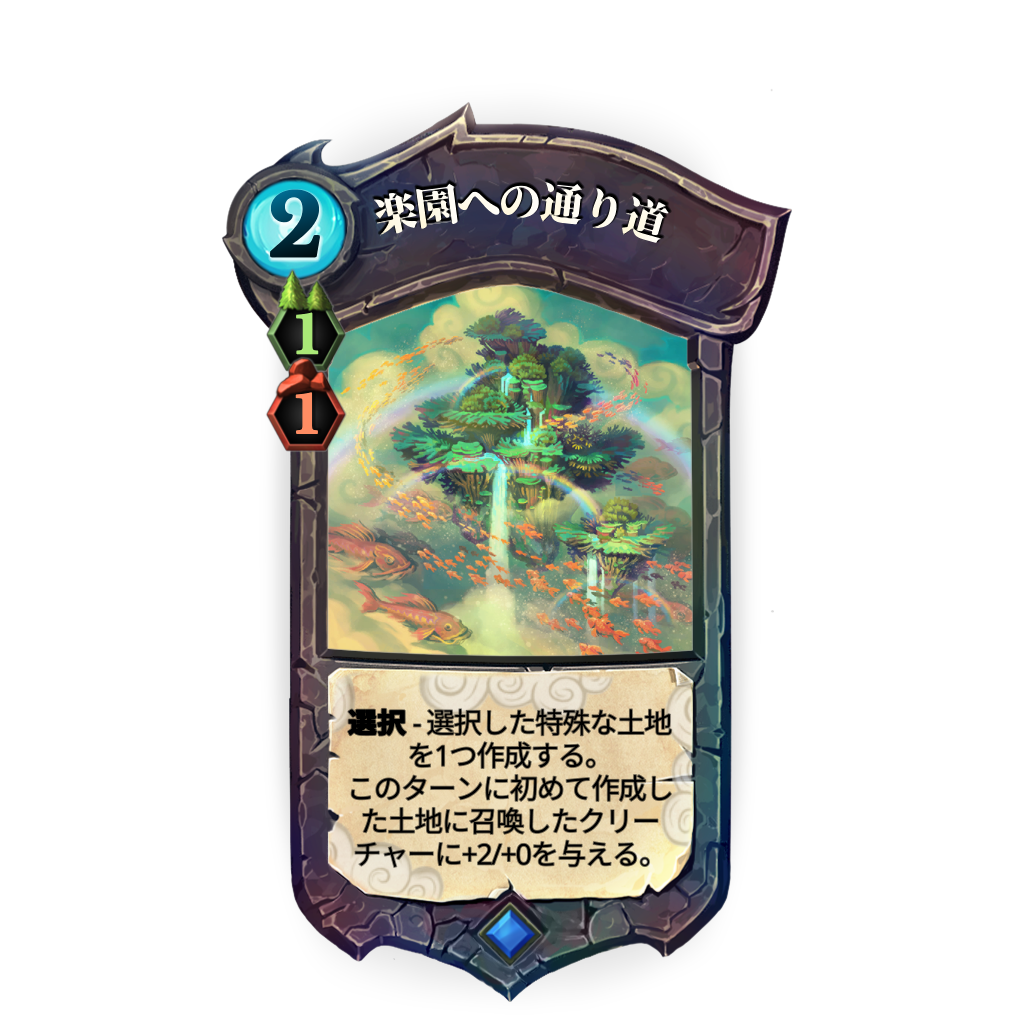 2
楽園への通り道
1
1
選択 - 選択した特殊な土地
を1つ作成する。
このターンに初めて作成し
た土地に召喚したクリー
チャーに+2/+0を与える。